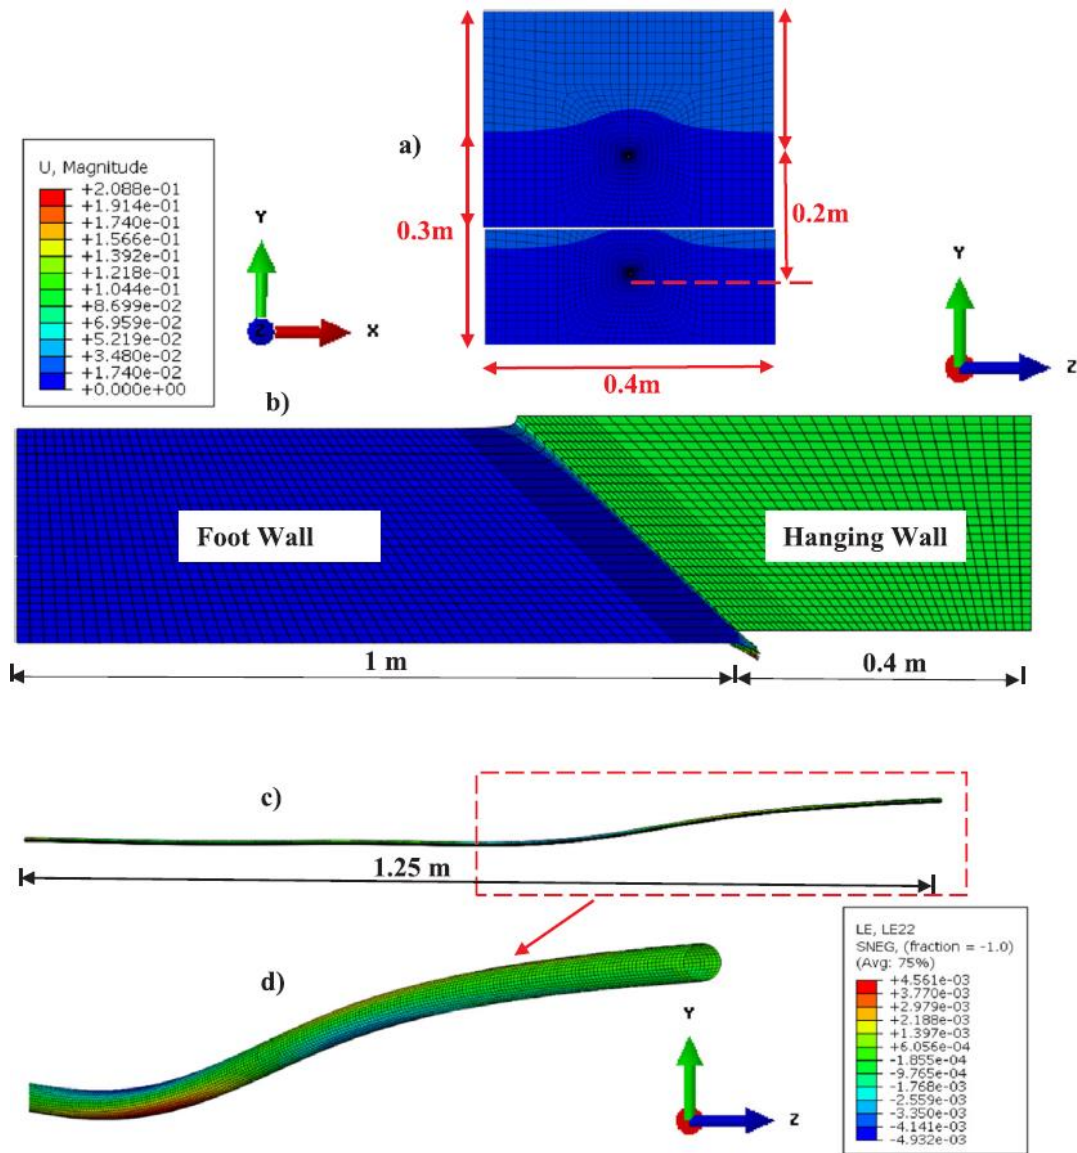 a)
U, Magnitude
+2.088e-01
+1.914e-01
+1.740e-01
+1.566e-01
+1.392e-01
+1.218e-01
+1.044e-01
+8.699e-02
+6.959e-02
+5.219e-02
+3.480e-02
+1.740e-02
+0.000e+00
Y
Z
X
0.3m
0.2m
0.4m
Y
Z
b)
Foot Wall
Hanging Wall
1 m
0.4 m
c)
1.25 m
d)
Y
Z
LE, LE22
SNEG, (fraction = -1.0)
(Avg: 75%)
+4.561e-03
+3.770e-03
+2.979e-03
+2.188e-03
+1.397e-03
+6.056e-04
-1.855e-04
-9.765e-04
-1.768e-03
-2.559e-03
-3.350e-03
-4.141e-03
-4.932e-03